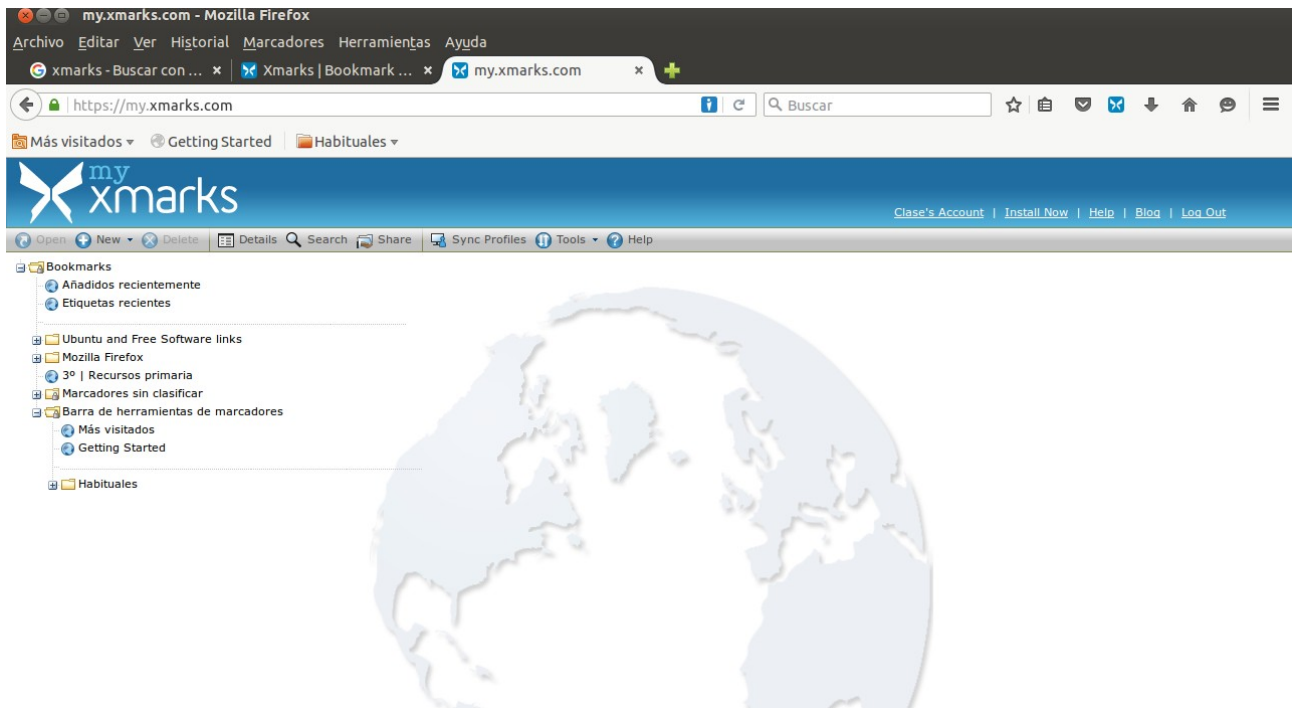 my.xmarks.com - Mozilla Firefox
Archivo Editar Ver Historial Marcadores Herramientas Ayuda
xmarks - Buscar con ... Xmarks | Bookmark ... my.xmarks.com
https://my.xmarks.com Buscar
Más visitados Getting Started Habituales
my
xmarks
Clase's Account | Install Now | Help | Blog | Log Out
Open New Delete Details Search Share Sync Profiles Tools Help
Bookmarks
Añadidos recientemente
Etiquetas recientes
Ubuntu and Free Software links
Mozilla Firefox
3º | Recursos primaria
Marcadores sin clasificar
Barra de herramientas de marcadores
Más visitados
Getting Started
Habituales